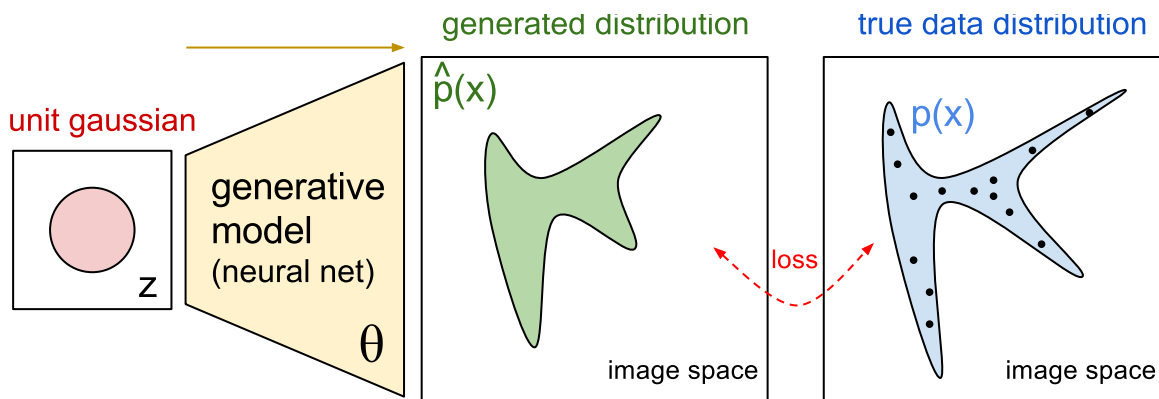 generated distribution
true data distribution
p̂(x)
p(x)
unit gaussian
generative
model
(neural net)
loss
z
θ
image space
image space